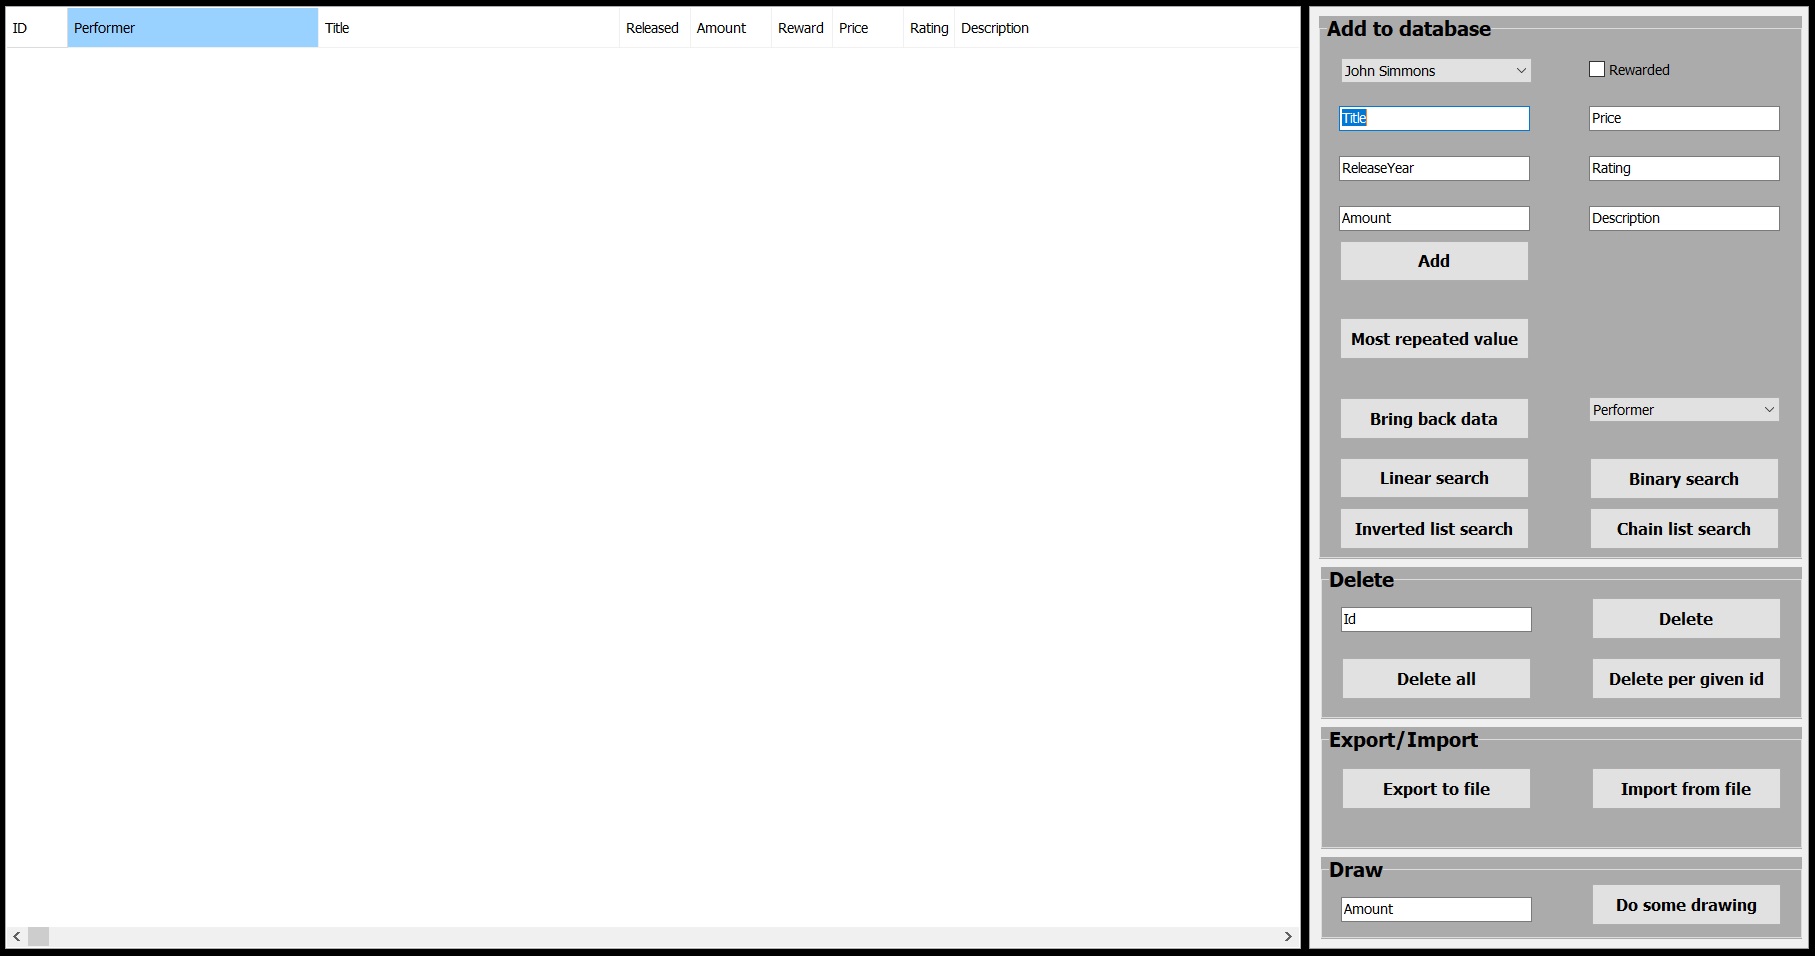 ID Performer Title Released Amount Reward Price Rating Description
Add to database
John Simmons Rewarded
Title Price
ReleaseYear Rating
Amount Description
Add
Most repeated value
Bring back data Performer
Linear search Binary search
Inverted list search Chain list search
Delete
Id Delete
Delete all Delete per given id
Export/Import
Export to file Import from file
Draw
Amount Do some drawing